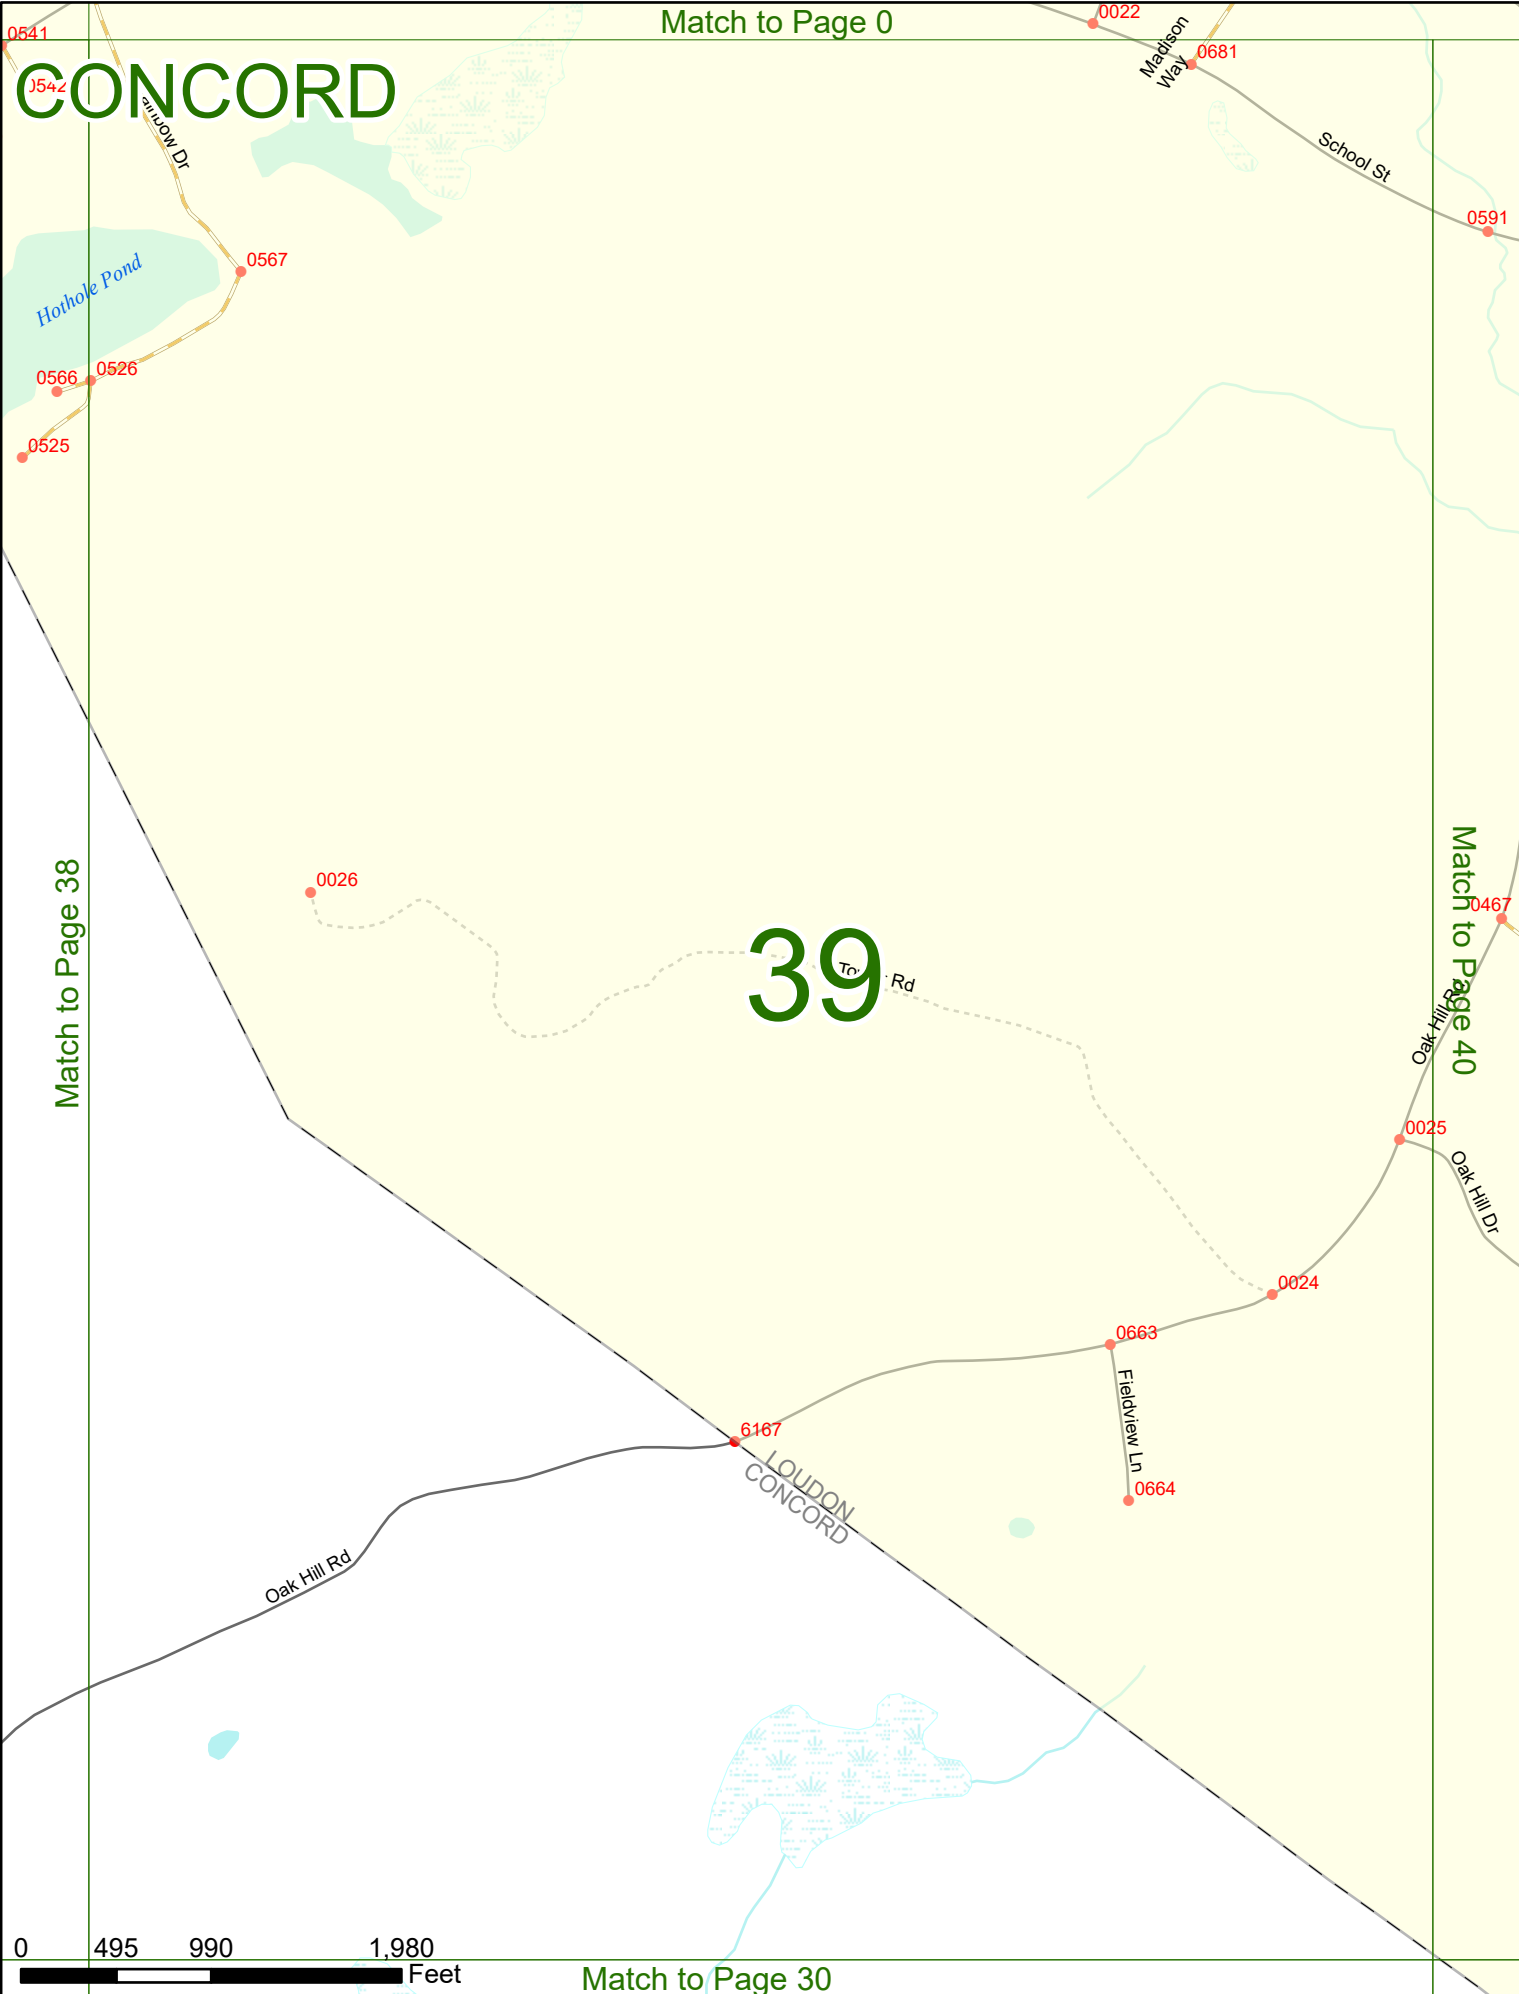 Match to Page 0
0022
0541
Madison
Way
0681
0542
CONCORD
School St
0591
0567
Hothole Pond
0566
0526
0525
Match to Page 38
0026
39
Rd
Match to Page 40
0467
Oak Hill Rd
0025
Oak Hill Dr
0024
0663
Fieldview Ln
6167
LOUDON
CONCORD
0664
Oak Hill Rd
0 495 990 1,980
Feet
Match to Page 30